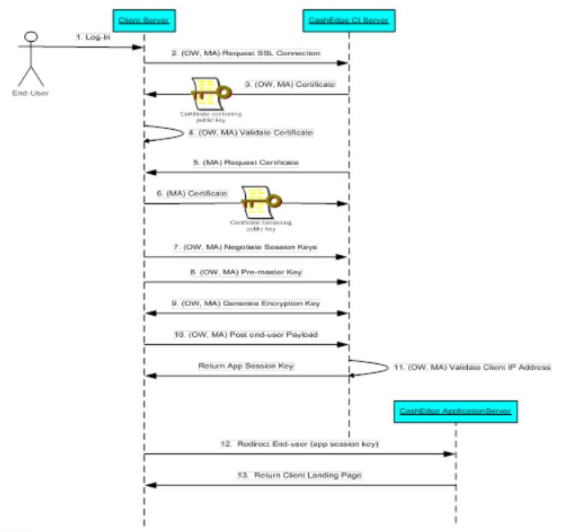 Client Server
CashEdge CI Server
1. Log-In
2. (OW, MA) Request SSL Connection
End-User
3. (OW, MA) Certificate
Certificate containing
public key
4. (OW, MA) Validate Certificate
5. (MA) Request Certificate
6. (MA) Certificate
Certificate containing
public key
7. (OW, MA) Negotiate Session Keys
8. (OW, MA) Pre-master Key
9. (OW, MA) Generate Encryption Key
10. (OW, MA) Post end-user Payload
Return App Session Key
11. (OW, MA) Validate Client IP Address
CashEdge ApplicationServer
12. Redirect End-user (app session key)
13. Return Client Landing Page